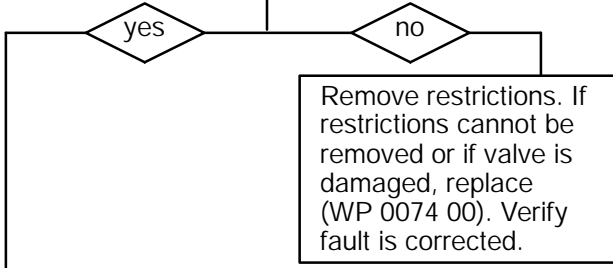 yes
no
Remove restrictions. If
restrictions cannot be
removed or if valve is
damaged, replace
(WP 0074 00). Verify
fault is corrected.